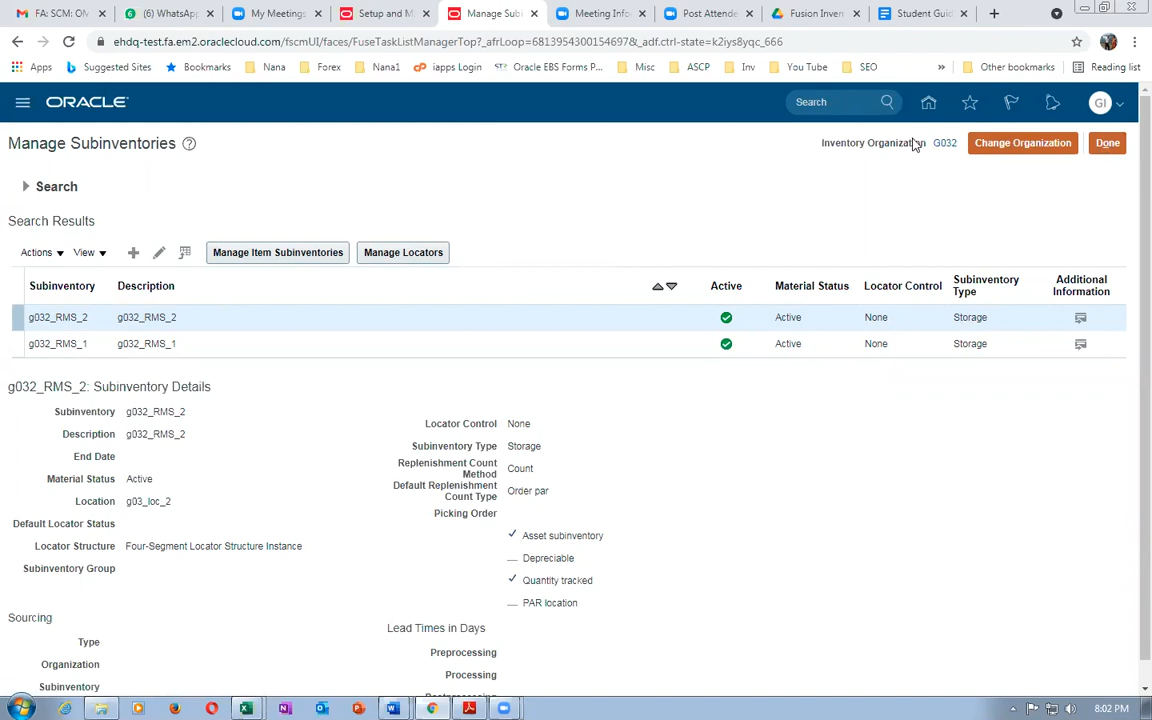 FA: SCM: OM
(6) WhatsApp
My Meetings
Setup and M
Manage Subi
Meeting Info
Post Attende
Fusion Inven
Student Guid
ehdq-test.fa.em2.oraclecloud.com/fscmUI/faces/FuseTaskListManagerTop?_afrLoop=6813954300154697&_adf.ctrl-state=k2iys8yqc_666
Apps Suggested Sites Bookmarks Nana Forex Nana1 iapps Login Oracle EBS Forms P... Misc ASCP Inv You Tube SEO » Other bookmarks Reading list
ORACLE Search GI
Manage Subinventories Inventory Organization G032 Change Organization Done
Search
Search Results
Actions View Manage Item Subinventories Manage Locators
Subinventory Description Active Material Status Locator Control Subinventory Type Additional Information
g032_RMS_2 g032_RMS_2 Active None Storage
g032_RMS_1 g032_RMS_1 Active None Storage
g032_RMS_2: Subinventory Details
Subinventory g032_RMS_2
Description g032_RMS_2
End Date
Material Status Active
Location g03_loc_2
Default Locator Status
Locator Structure Four-Segment Locator Structure Instance
Subinventory Group
Locator Control None
Subinventory Type Storage
Replenishment Count Method Count
Default Replenishment Count Type Order par
Picking Order
Asset subinventory
Depreciable
Quantity tracked
PAR location
Sourcing
Type
Organization
Subinventory
Lead Times in Days
Preprocessing
Processing
8:02 PM